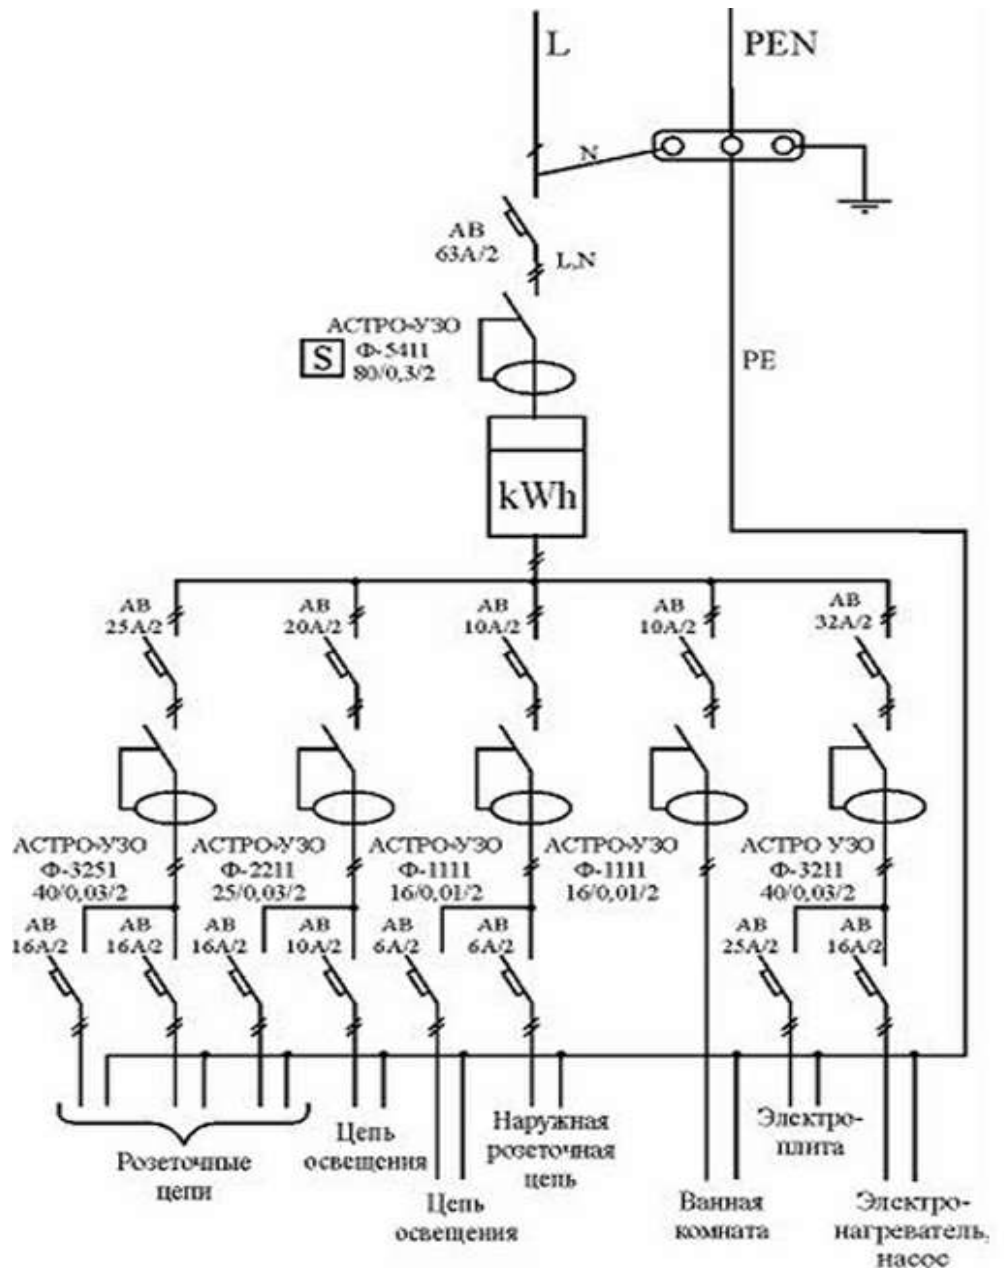 L
PEN
N
АВ
63А/2
L,N
АСТРО-УЗО
S
Ф-5411
80/0,3/2
PE
kWh
АВ
25А/2
АВ
20А/2
АВ
10А/2
АВ
10А/2
АВ
32А/2
АСТРО-УЗО
Ф-3251
40/0,03/2
АСТРО-УЗО
Ф-2211
25/0,03/2
АСТРО-УЗО
Ф-1111
16/0,01/2
АСТРО-УЗО
Ф-1111
16/0,01/2
АСТРО УЗО
Ф-3211
40/0,03/2
АВ
16А/2
АВ
16А/2
АВ
16А/2
АВ
10А/2
АВ
6А/2
АВ
6А/2
АВ
25А/2
АВ
16А/2
Розеточные
цепи
Цепь
освещения
Цепь
освещения
Наружная
розеточная
цепь
Ванная
комната
Электро-
плита
Электро-
нагреватель,
насос